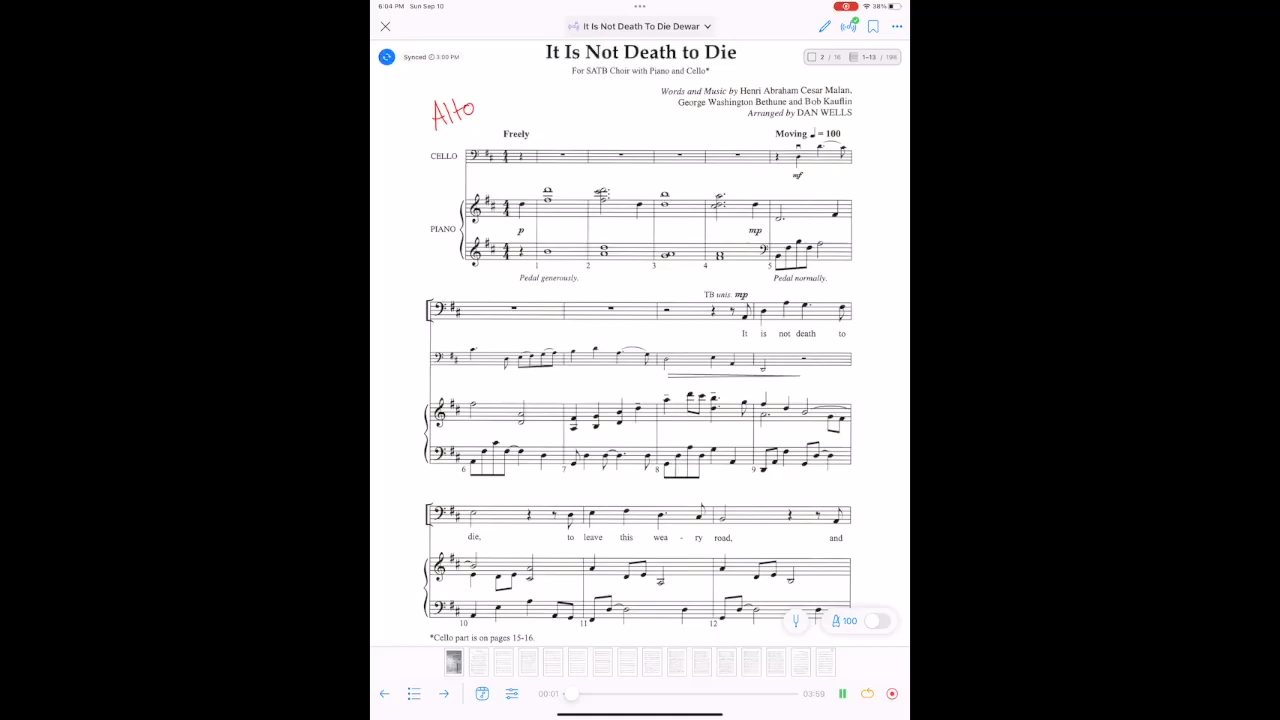 6:04 PM Sun Sep 10
38%
It Is Not Death To Die Dewar
Synced 3:00 PM
2 / 16 1-13 / 196
It Is Not Death to Die
For SATB Choir with Piano and Cello*
Words and Music by Henri Abraham Cesar Malan,
George Washington Bethune and Bob Kauflin
Arranged by DAN WELLS
Alto
Freely
Moving ♩ = 100
CELLO
mf
PIANO
p
mp
1 2 3 4 5
Pedal generously.
Pedal normally.
TB unis. mp
It is not death to
6 7 8 9
die, to leave this wea - ry road, and
10 11 12
100
*Cello part is on pages 15-16.
00:01 03:59